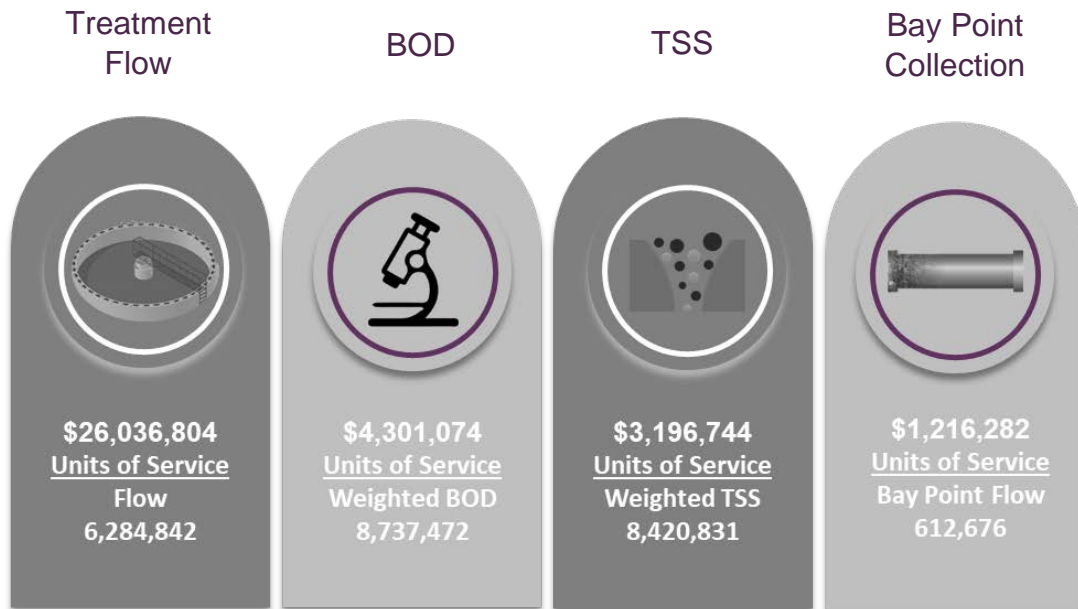 Treatment
Flow
BOD
TSS
Bay Point
Collection
$26,036,804
Units of Service
Flow
6,284,842
$4,301,074
Units of Service
Weighted BOD
8,737,472
$3,196,744
Units of Service
Weighted TSS
8,420,831
$1,216,282
Units of Service
Bay Point Flow
612,676